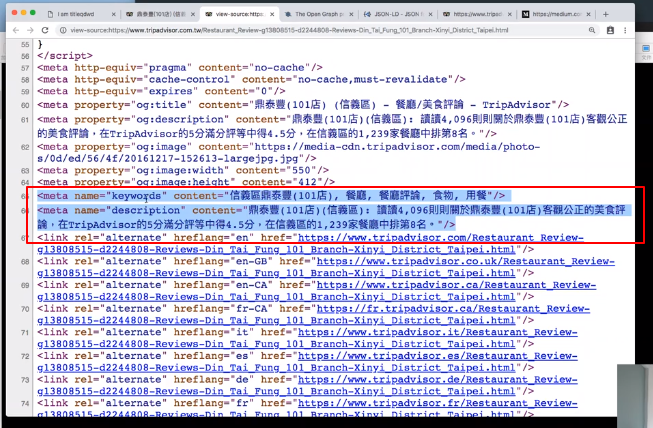 view-source:https
The Open Graph p
view-source:https://www.tripadvisor.com.tw/Restaurant_Review-g13808515-d2244808-Reviews-Din_Tai_Fung_101_Branch-Xinyi_District_Taipei.html
55 }
56 </script>
57 <meta http-equiv="pragma" content="no-cache"/>
58 <meta http-equiv="cache-control" content="no-cache,must-revalidate"/>
59 <meta http-equiv="expires" content="0"/>
60 <meta property="og:title" content="鼎泰豐(101店) (信義區) - 餐廳/美食評論 - TripAdvisor"/>
61 <meta property="og:description" content="鼎泰豐(101店)(信義區): 讀讀4,096則則關於鼎泰豐(101店)客觀公正
的美食評論，在TripAdvisor的5分滿分評等中得4.5分，在信義區的1,239家餐廳中排第8名。"/>
62 <meta property="og:image" content="https://media-cdn.tripadvisor.com/media/photo-
s/0d/ed/56/4f/20161217-152613-largejpg.jpg"/>
63 <meta property="og:image:width" content="550"/>
64 <meta property="og:image:height" content="412"/>
65 <meta name="keywords" content="信義區鼎泰豐(101店), 餐廳, 餐廳評論, 食物, 用餐"/>
66 <meta name="description" content="鼎泰豐(101店)(信義區): 讀讀4,096則則關於鼎泰豐(101店)客觀公正的美食評
論，在TripAdvisor的5分滿分評等中得4.5分，在信義區的1,239家餐廳中排第8名。"/>
67 <link rel="alternate" hreflang="en" href="https://www.tripadvisor.com/Restaurant_Review-
g13808515-d2244808-Reviews-Din_Tai_Fung_101_Branch-Xinyi_District_Taipei.html"/>
68 <link rel="alternate" hreflang="en-GB" href="https://www.tripadvisor.co.uk/Restaurant_Review-
g13808515-d2244808-Reviews-Din_Tai_Fung_101_Branch-Xinyi_District_Taipei.html"/>
69 <link rel="alternate" hreflang="en-CA" href="https://www.tripadvisor.ca/Restaurant_Review-
g13808515-d2244808-Reviews-Din_Tai_Fung_101_Branch-Xinyi_District_Taipei.html"/>
70 <link rel="alternate" hreflang="fr-CA" href="https://fr.tripadvisor.ca/Restaurant_Review-
g13808515-d2244808-Reviews-Din_Tai_Fung_101_Branch-Xinyi_District_Taipei.html"/>
71 <link rel="alternate" hreflang="it" href="https://www.tripadvisor.it/Restaurant_Review-
g13808515-d2244808-Reviews-Din_Tai_Fung_101_Branch-Xinyi_District_Taipei.html"/>
72 <link rel="alternate" hreflang="es" href="https://www.tripadvisor.es/Restaurant_Review-
g13808515-d2244808-Reviews-Din_Tai_Fung_101_Branch-Xinyi_District_Taipei.html"/>
73 <link rel="alternate" hreflang="de" href="https://www.tripadvisor.de/Restaurant_Review-
g13808515-d2244808-Reviews-Din_Tai_Fung_101_Branch-Xinyi_District_Taipei.html"/>
74 <link rel="alternate" hreflang="fr" href="https://www.tripadvisor.fr/Restaurant_Review-
g13808515-d2244808-Reviews-Din_Tai_Fung_101_Branch-Xinyi_District_Taipei.html"/>